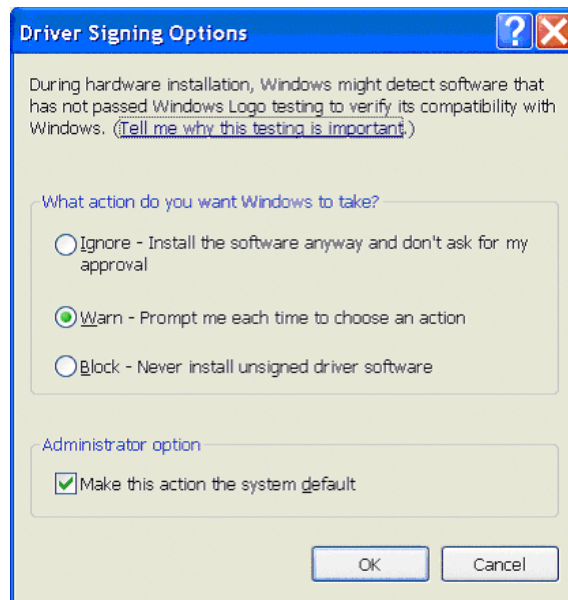 Driver Signing Options
During hardware installation, Windows might detect software that
has not passed Windows Logo testing to verify its compatibility with
Windows. (Tell me why this testing is important.)
What action do you want Windows to take?
Ignore - Install the software anyway and don't ask for my
approval
Warn - Prompt me each time to choose an action
Block - Never install unsigned driver software
Administrator option
Make this action the system default
OK Cancel